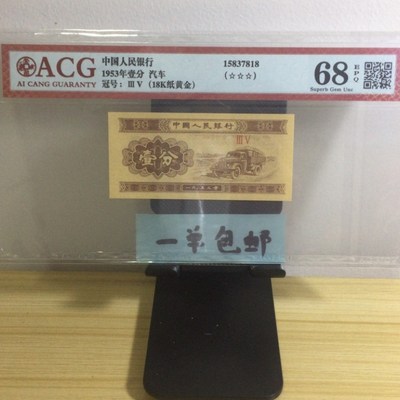 ACG
AI CANG GUARANTY
中国人民银行
1953年壹分 汽车
冠号：ⅢⅤ（18K纸黄金）
15837818
(☆☆☆)
68
EPQ
Superb Gem Unc
中国人民银行
ⅢⅤ
壹分
一九五三年
一单包邮